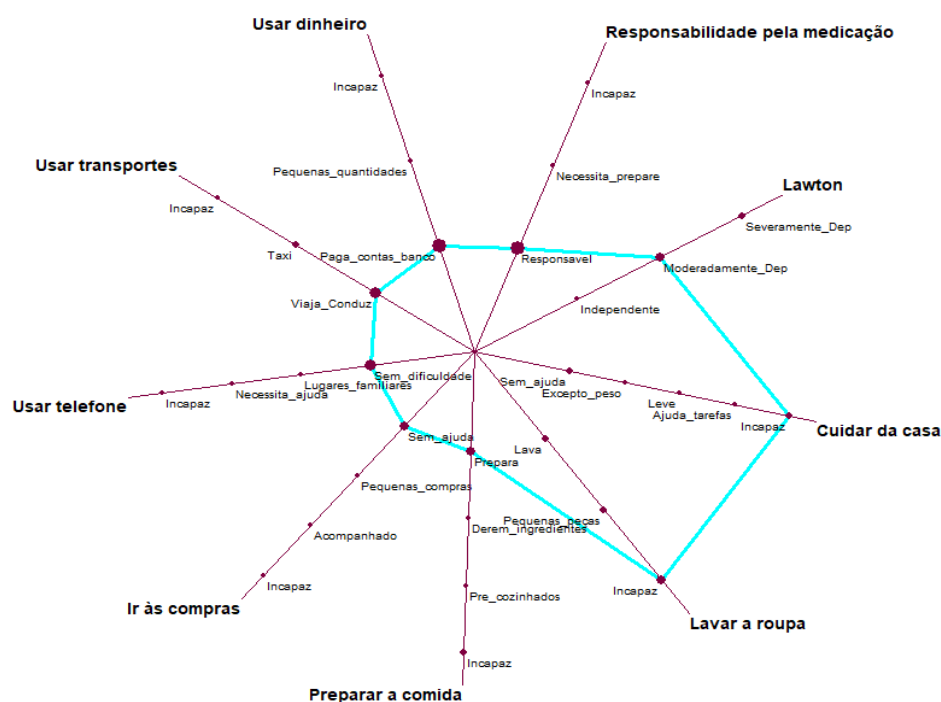 Usar dinheiro
Responsabilidade pela medicação
Incapaz
Incapaz
Usar transportes
Pequenas_quantidades
Necessita_prepare
Lawton
Incapaz
Severamente_Dep
Taxi
Paga_contas_banco
Responsavel
Moderadamente_Dep
Viaja_Conduz
Independente
Sem_dificuldade
Sem_ajuda
Lugares_familiares
Excepto_peso
Usar telefone
Incapaz
Necessita_ajuda
Leve
Ajuda_tarefas
Incapaz
Cuidar da casa
Sem_ajuda
Lava
Prepara
Pequenas_compras
Pequenas_peças
Derem_ingredientes
Acompanhado
Incapaz
Pre_cozinhados
Incapaz
Ir às compras
Lavar a roupa
Incapaz
Preparar a comida